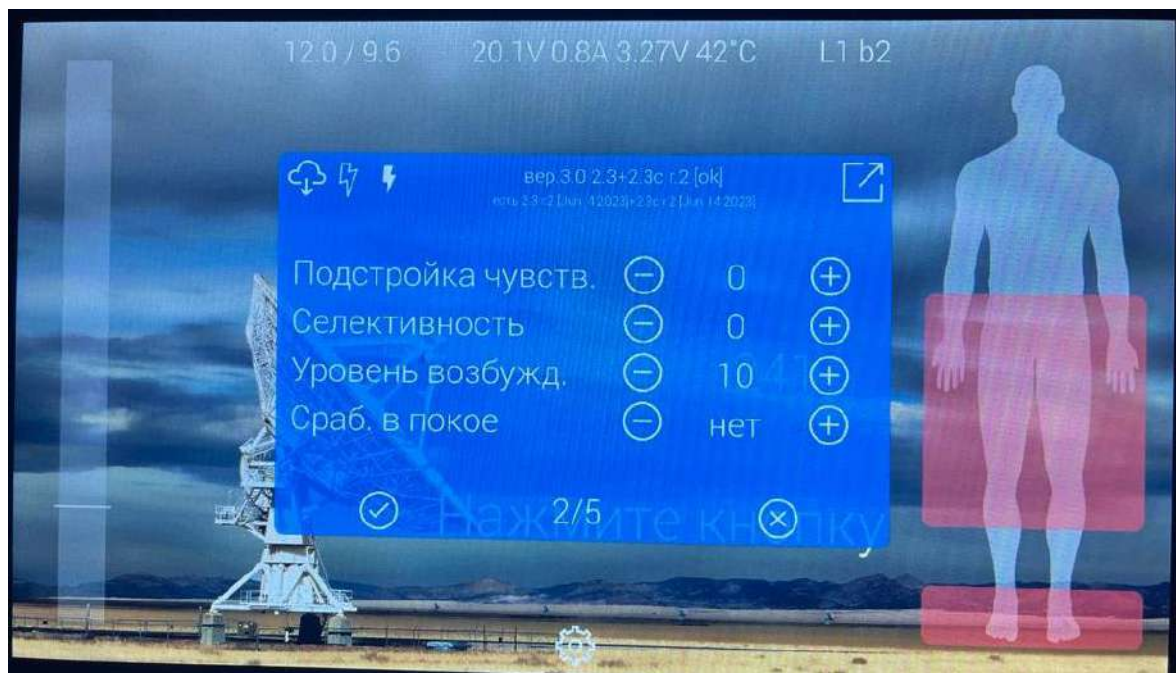 12.0 / 9.6 20.1V 0.8A 3.27V 42°C L1 b2
вер.3.0 2.3+2.3с г.2 [ok]
Подстройка чувств. 0
Селективность 0
Уровень возбужд. 10
Сраб. в покое нет
2/5
Нажмите кнопку